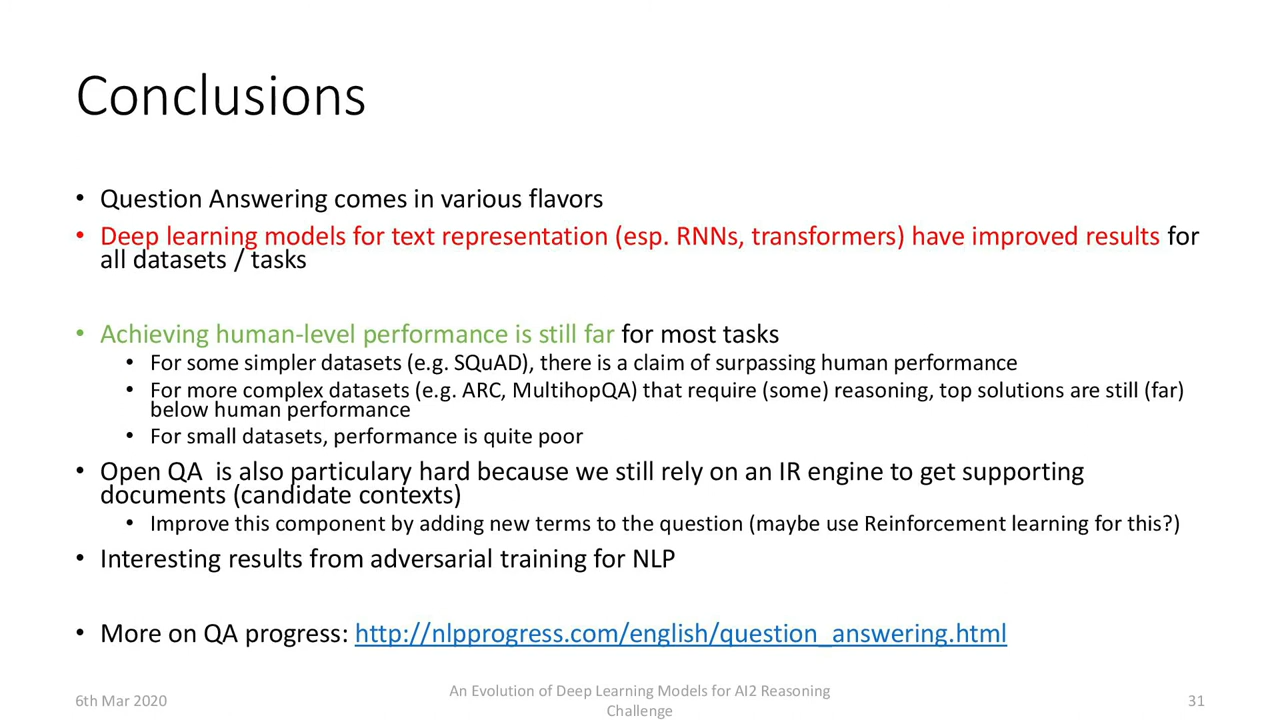 Conclusions
• Question Answering comes in various flavors
• Deep learning models for text representation (esp. RNNs, transformers) have improved results for
all datasets / tasks
• Achieving human-level performance is still far for most tasks
• For some simpler datasets (e.g. SQuAD), there is a claim of surpassing human performance
• For more complex datasets (e.g. ARC, MultihopQA) that require (some) reasoning, top solutions are still (far)
below human performance
• For small datasets, performance is quite poor
• Open QA  is also particulary hard because we still rely on an IR engine to get supporting
documents (candidate contexts)
• Improve this component by adding new terms to the question (maybe use Reinforcement learning for this?)
• Interesting results from adversarial training for NLP
• More on QA progress: http://nlpprogress.com/english/question_answering.html
6th Mar 2020
An Evolution of Deep Learning Models for AI2 Reasoning
Challenge
31